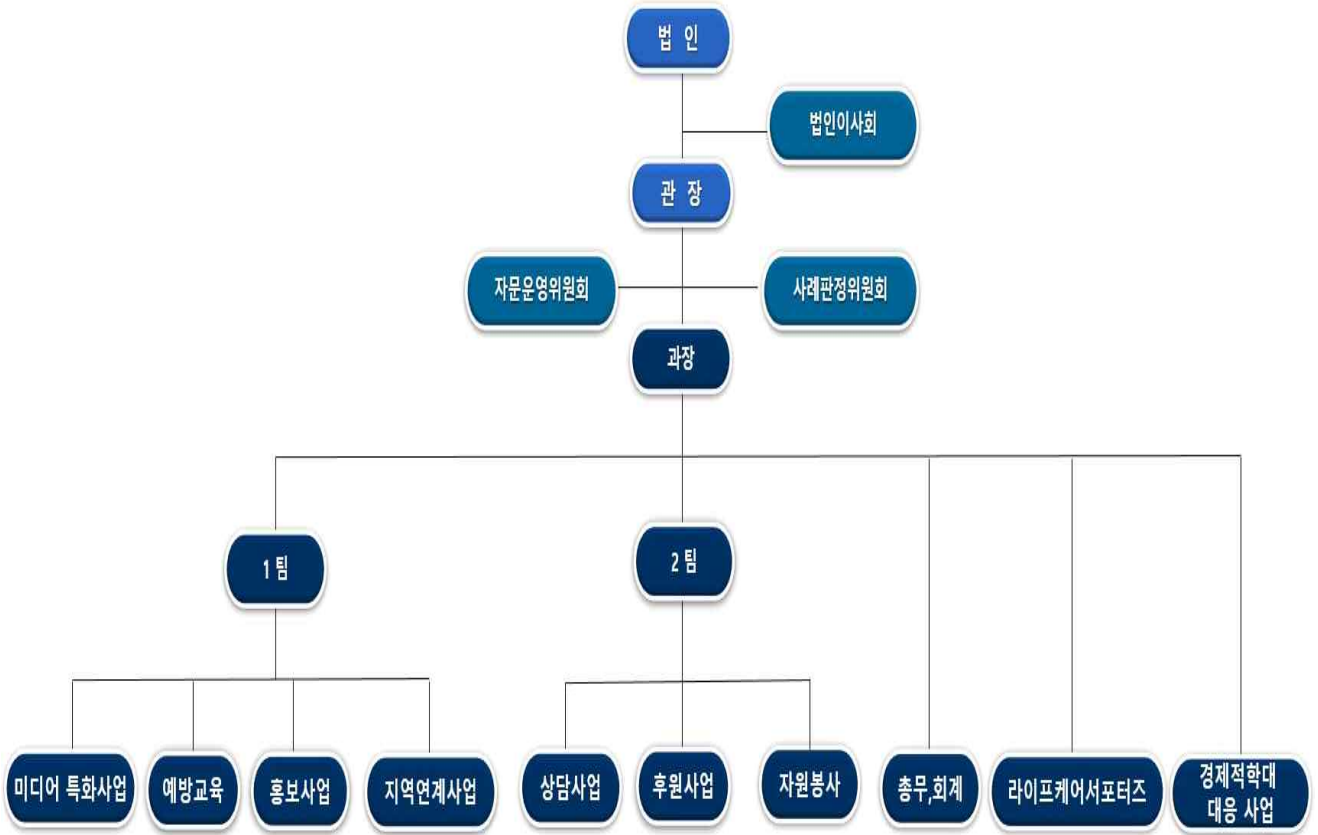 법 인
법인이사회
관 장
자문운영위원회
사례판정위원회
과장
1 팀
2 팀
미디어 특화사업
예방교육
홍보사업
지역연계사업
상담사업
후원사업
자원봉사
총무,회계
라이프케어서포터즈
경제적학대
대응 사업